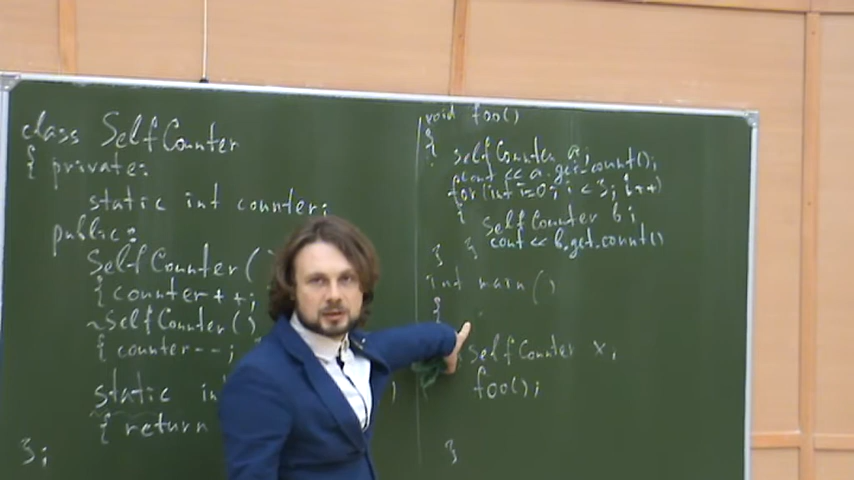 class SelfCounter
{ private:
static int counter;
public:
SelfCounter(
{ counter++;
~SelfCounter()
{ counter--;
static int
{ return
};
void foo()
{
SelfCounter a;
cout << a.get_count();
for (int i=0; i<3; i++)
{
SelfCounter b;
cout << b.get_count()
}
}
int main()
{
SelfCounter x;
foo();
}